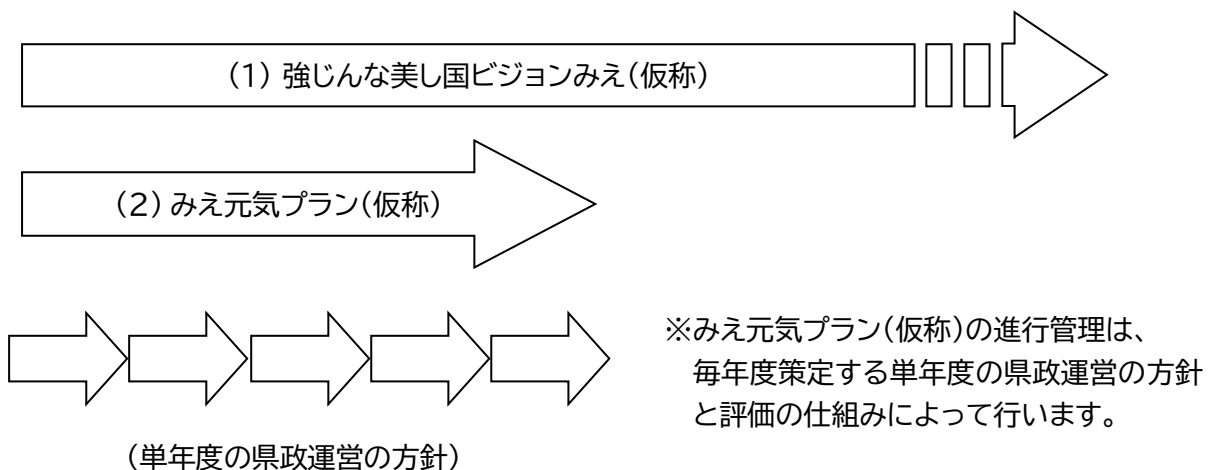 (1) 強じんな美し国ビジョンみえ(仮称)
(2) みえ元気プラン(仮称)
※みえ元気プラン(仮称)の進行管理は、
毎年度策定する単年度の県政運営の方針
と評価の仕組みによって行います。
(単年度の県政運営の方針)